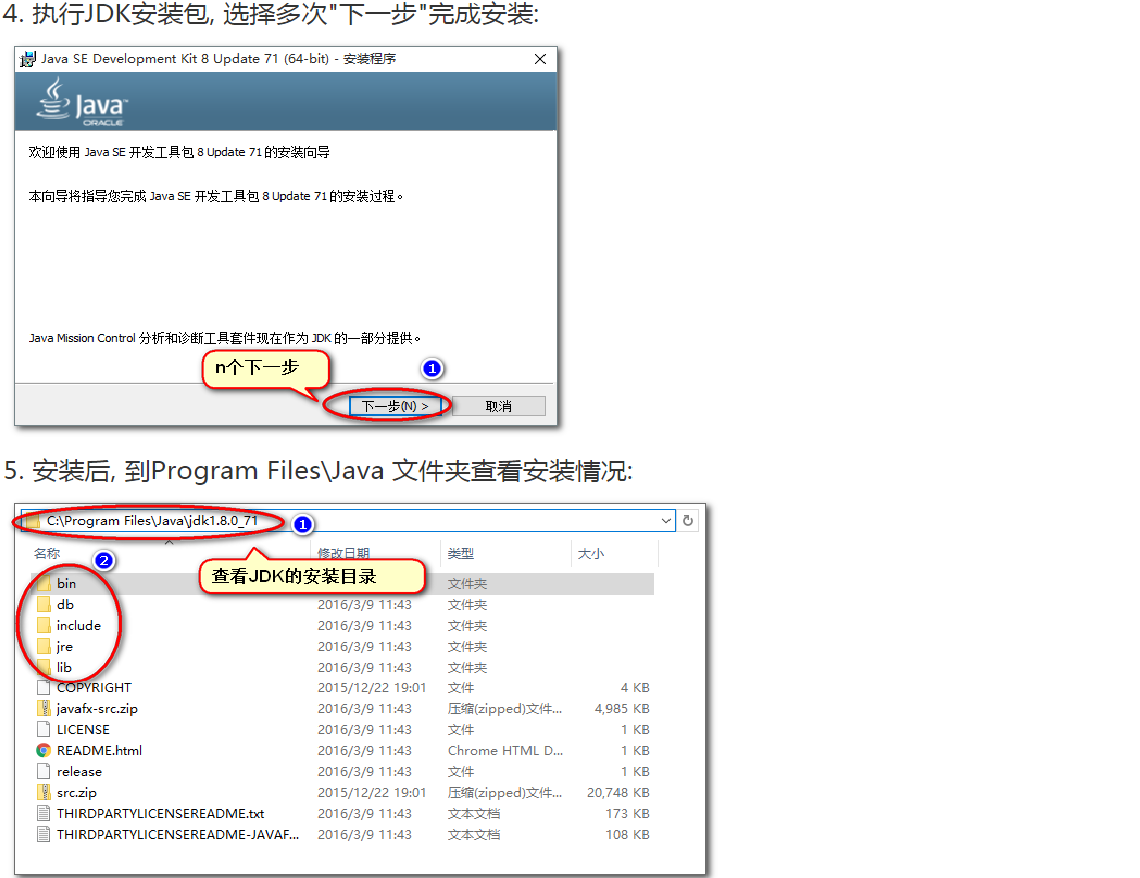 4. 执行JDK安装包, 选择多次"下一步"完成安装:
Java SE Development Kit 8 Update 71 (64-bit) - 安装程序
Java
ORACLE
欢迎使用 Java SE 开发工具包 8 Update 71 的安装向导
本向导将指导您完成 Java SE 开发工具包 8 Update 71 的安装过程。
Java Mission Control 分析和诊断工具套件现在作为 JDK 的一部分提供。
n个下一步
1
下一步(N) > 取消
5. 安装后, 到Program Files\Java 文件夹查看安装情况:
C:\Program Files\Java\jdk1.8.0_71
1
名称 修改日期 类型 大小
2
查看JDK的安装目录
bin 文件夹
db 2016/3/9 11:43 文件夹
include 2016/3/9 11:43 文件夹
jre 2016/3/9 11:43 文件夹
lib 2016/3/9 11:43 文件夹
COPYRIGHT 2015/12/22 19:01 文件 4 KB
javafx-src.zip 2016/3/9 11:43 压缩(zipped)文件... 4,985 KB
LICENSE 2016/3/9 11:43 文件 1 KB
README.html 2016/3/9 11:43 Chrome HTML D... 1 KB
release 2016/3/9 11:43 文件 1 KB
src.zip 2015/12/22 19:01 压缩(zipped)文件... 20,748 KB
THIRDPARTYLICENSEREADME.txt 2016/3/9 11:43 文本文档 173 KB
THIRDPARTYLICENSEREADME-JAVAF... 2016/3/9 11:43 文本文档 108 KB